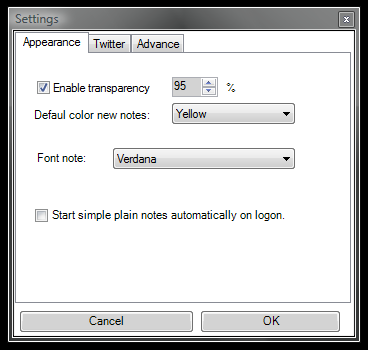 Settings
Appearance Twitter Advance
Enable transparency 95 %
Defaul color new notes: Yellow
Font note: Verdana
Start simple plain notes automatically on logon.
Cancel OK